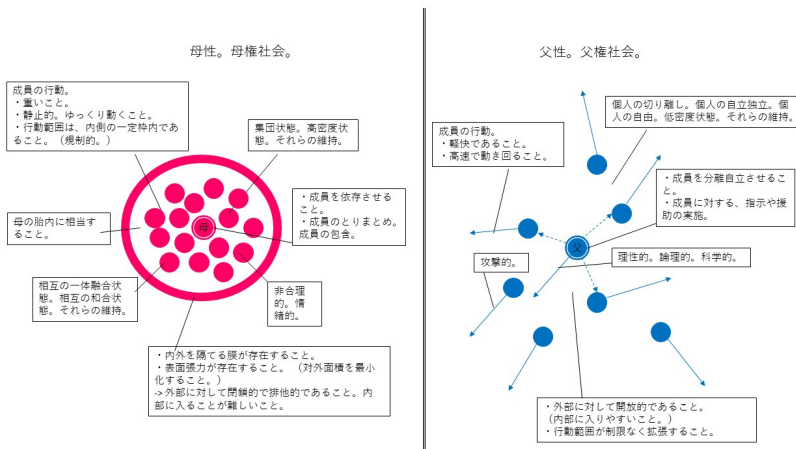 母性。母権社会。
成員の行動。
・重いこと。
・静止的。ゆっくり動くこと。
・行動範囲は、内側の一定枠内であ
ること。（規制的。）
集団状態。高密度状
態。それらの維持。
・成員を依存させる
こと。
・成員のとりまとめ。
成員の包含。
母の胎内に相当す
ること。
母
相互の一体融合状
態。相互の和合状
態。それらの維持。
非合理
的。情
緒的。
・内外を隔てる膜が存在すること。
・表面張力が存在すること。（対外面積を最小
化すること。）
-> 外部に対して閉鎖的で排他的であること。内
部に入ることが難しいこと。
父性。父権社会。
個人の切り離し。個人の自立独立。個
人の自由。低密度状態。それらの維持。
成員の行動。
・軽快であること。
・高速で動き回ること。
・成員を分離自立させるこ
と。
・成員に対する、指示や援
助の実施。
父
攻撃的。
理性的。論理的。科学的。
・外部に対して開放的であること。
（内部に入りやすいこと。）
・行動範囲が制限なく拡張すること。